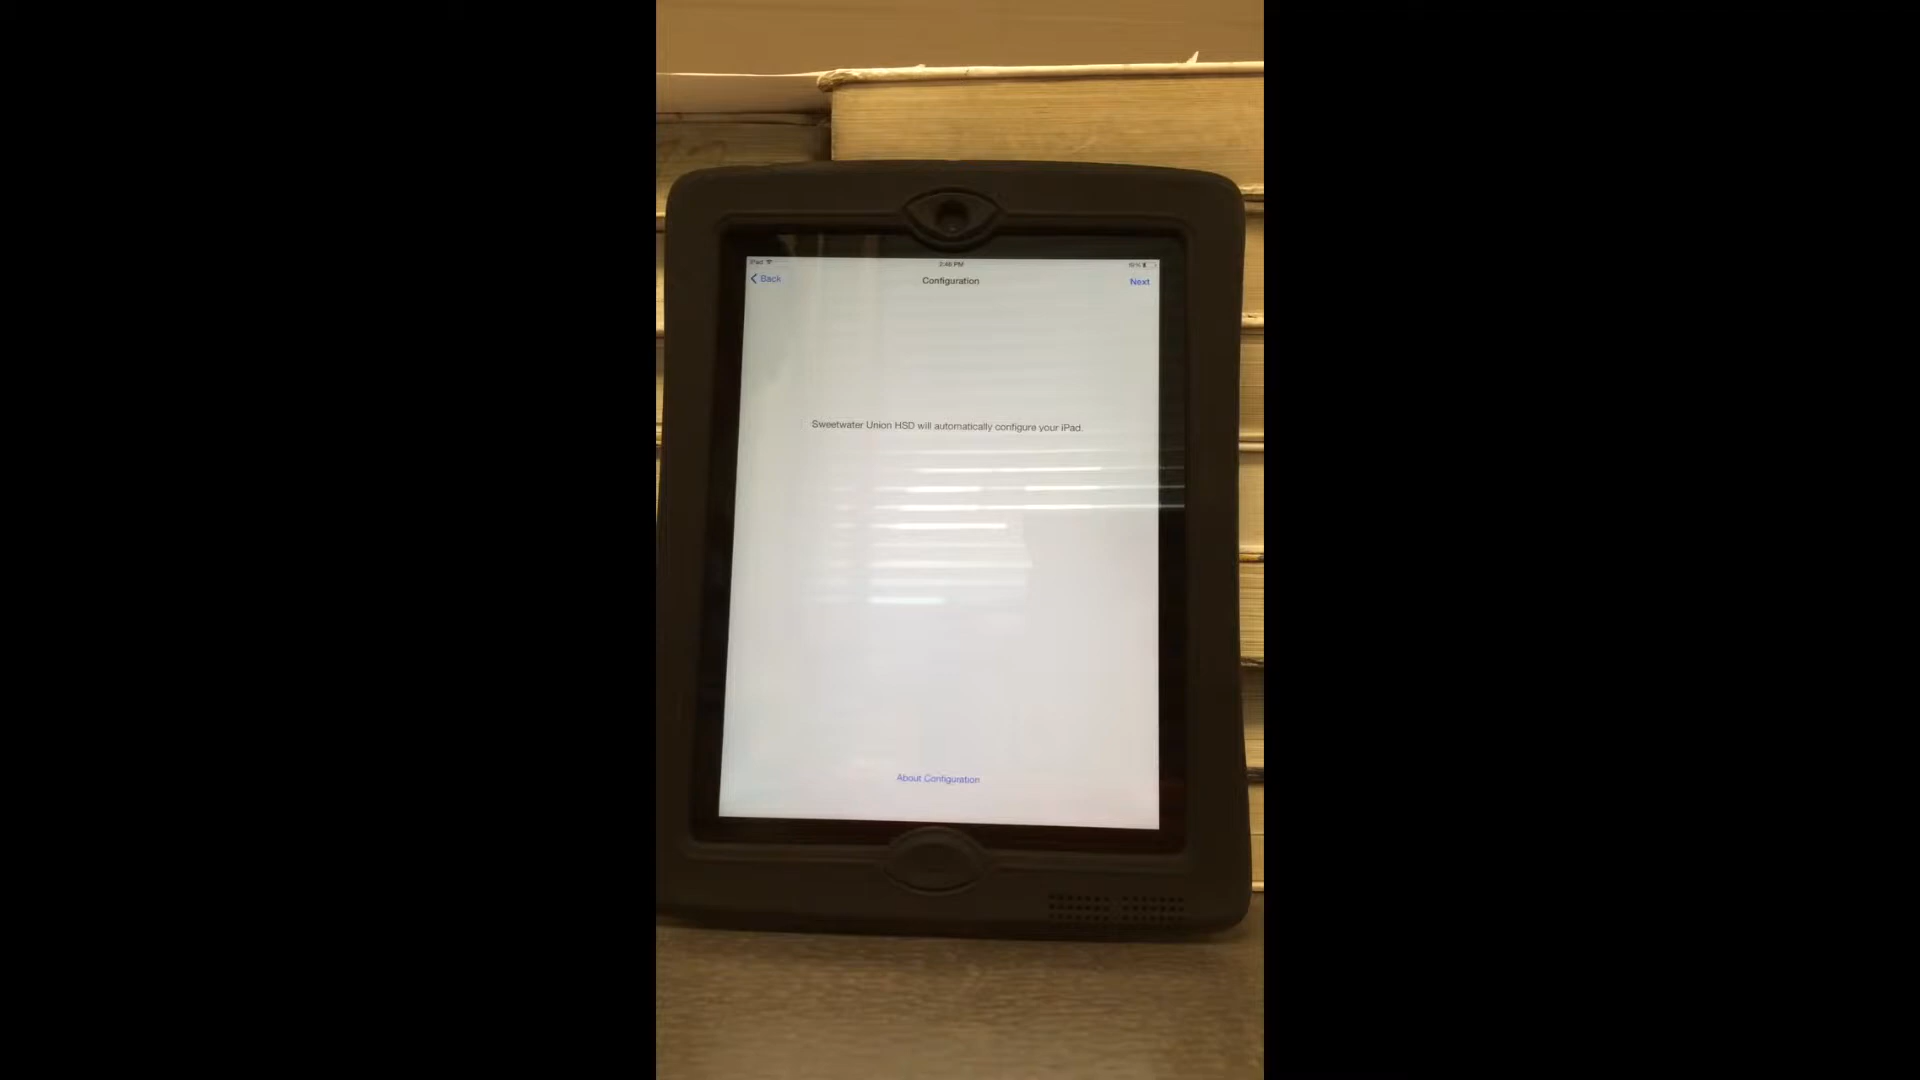 iPad 2:46 PM
Back Configuration Next
Sweetwater Union HSD will automatically configure your iPad.
About Configuration